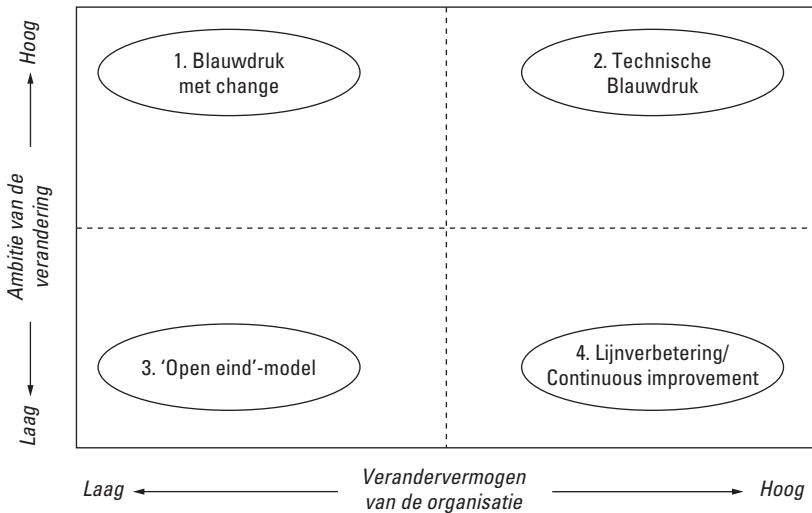 Hoog
Ambitie van de
verandering
Laag
1. Blauwdruk
met change
2. Technische
Blauwdruk
3. ‘Open eind’-model
4. Lijnverbetering/
Continuous improvement
Laag
Verandervermogen
van de organisatie
Hoog